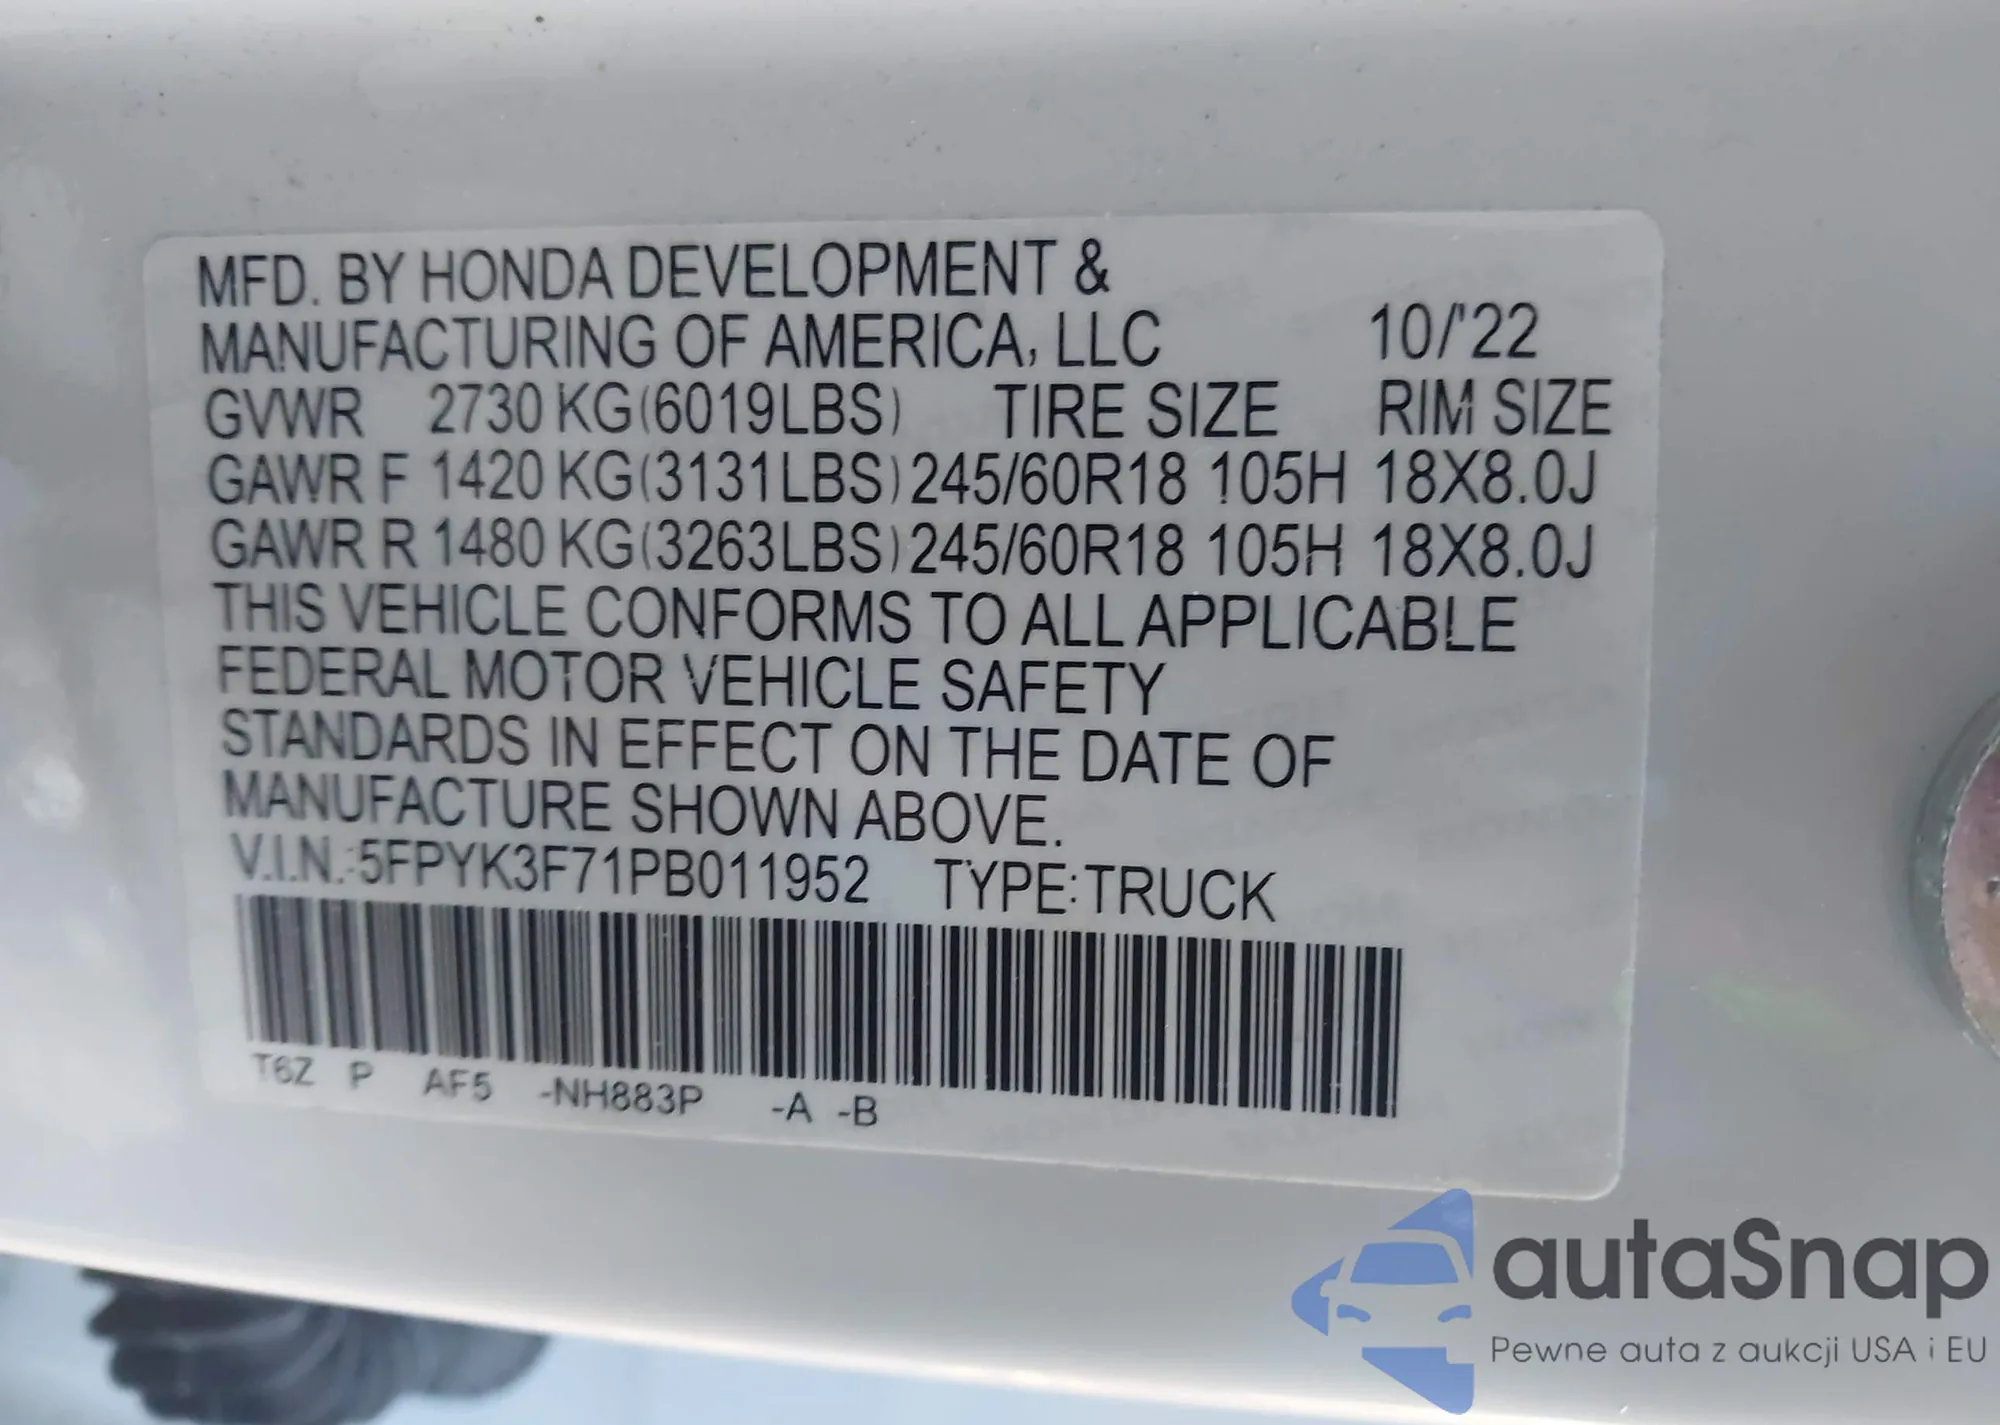 MFD. BY HONDA DEVELOPMENT &
MANUFACTURING OF AMERICA, LLC 10/'22
GVWR 2730 KG(6019LBS) TIRE SIZE RIM SIZE
GAWR F 1420 KG(3131LBS) 245/60R18 105H 18X8.0J
GAWR R 1480 KG(3263LBS) 245/60R18 105H 18X8.0J
THIS VEHICLE CONFORMS TO ALL APPLICABLE
FEDERAL MOTOR VEHICLE SAFETY
STANDARDS IN EFFECT ON THE DATE OF
MANUFACTURE SHOWN ABOVE.
V.I.N.:5FPYK3F71PB011952 TYPE:TRUCK
T6Z P AF5 -NH883P -A -B
autaSnap
Pewne auta z aukcji USA i EU